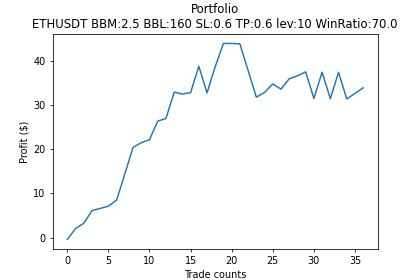 Portfolio
ETHUSDT BBM:2.5 BBL:160 SL:0.6 TP:0.6 lev:10 WinRatio:70.0
Profit ($)
40
30
20
10
0
0 5 10 15 20 25 30 35
Trade counts